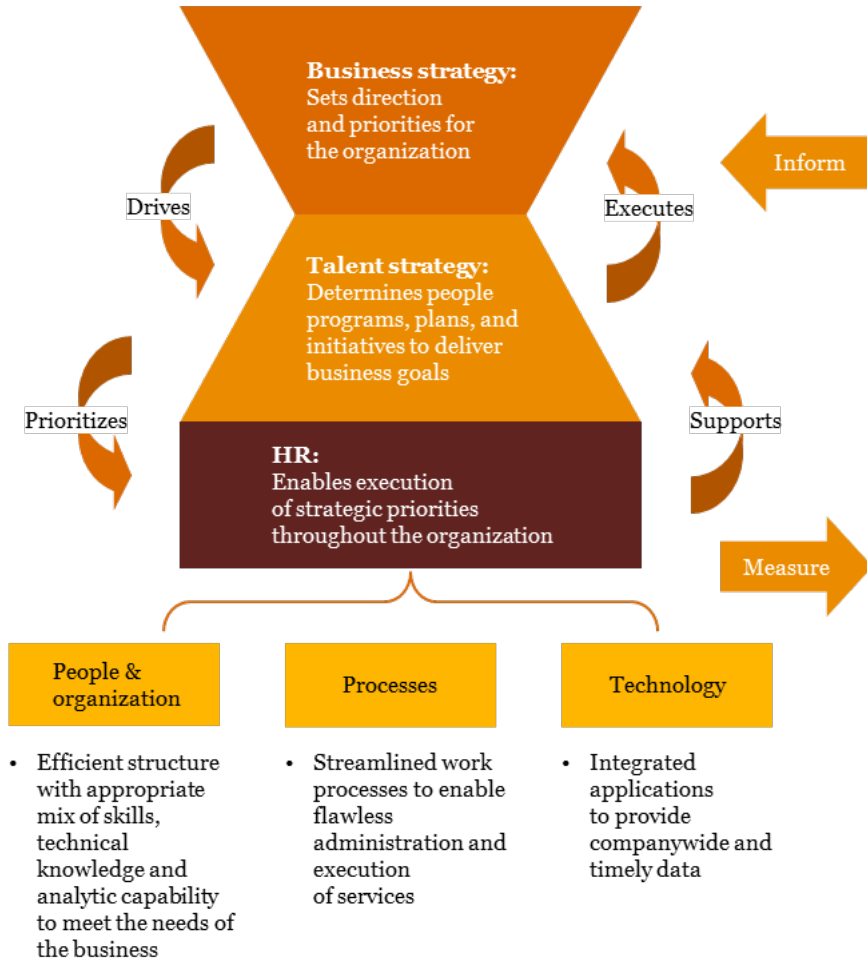 Business strategy:
Sets direction
and priorities for
the organization
Inform
Drives
Executes
Talent strategy:
Determines people
programs, plans, and
initiatives to deliver
business goals
Prioritizes
Supports
HR:
Enables execution
of strategic priorities
throughout the organization
Measure
People &
organization
Processes
Technology
• Efficient structure
with appropriate
mix of skills,
technical
knowledge and
analytic capability
to meet the needs of
the business
• Streamlined work
processes to enable
flawless
administration and
execution
of services
• Integrated
applications
to provide
companywide and
timely data